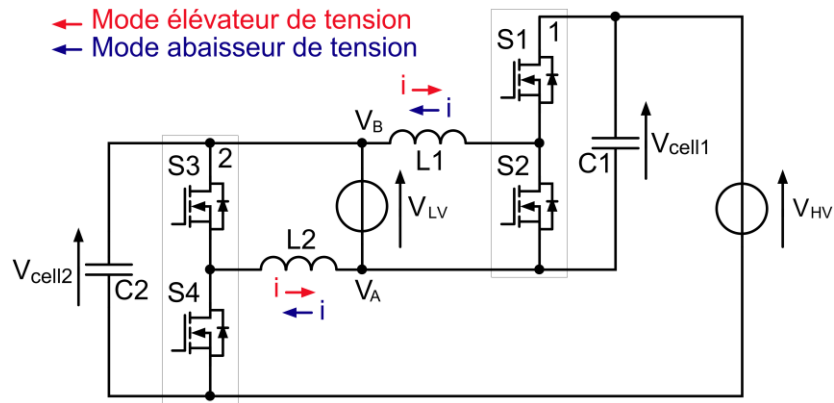 Mode élévateur de tension
Mode abaisseur de tension
S1
1
i
i
VB
L1
S2
C1
Vcell1
S3
2
VLV
VHV
L2
Vcell2
C2
S4
VA
i
i